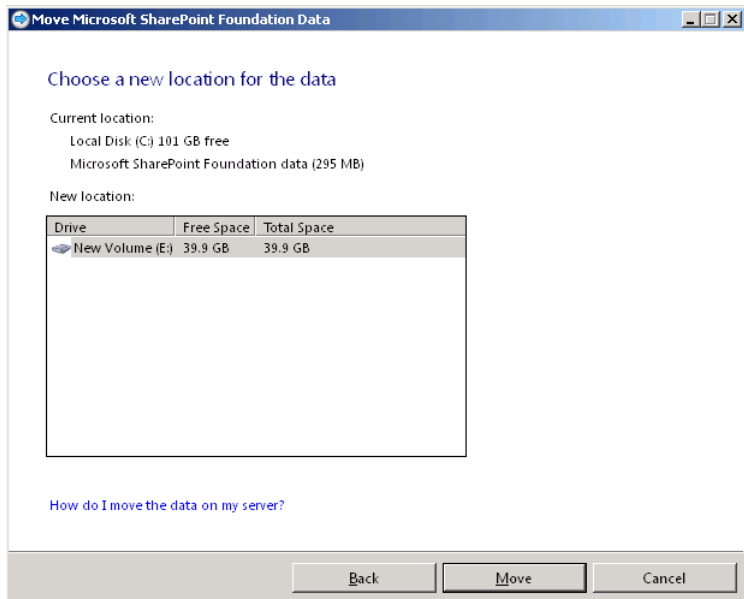 Move Microsoft SharePoint Foundation Data
Choose a new location for the data
Current location:
Local Disk (C:) 101 GB free
Microsoft SharePoint Foundation data (295 MB)
New location:
Drive Free Space Total Space
New Volume (E:) 39.9 GB 39.9 GB
How do I move the data on my server?
Back Move Cancel